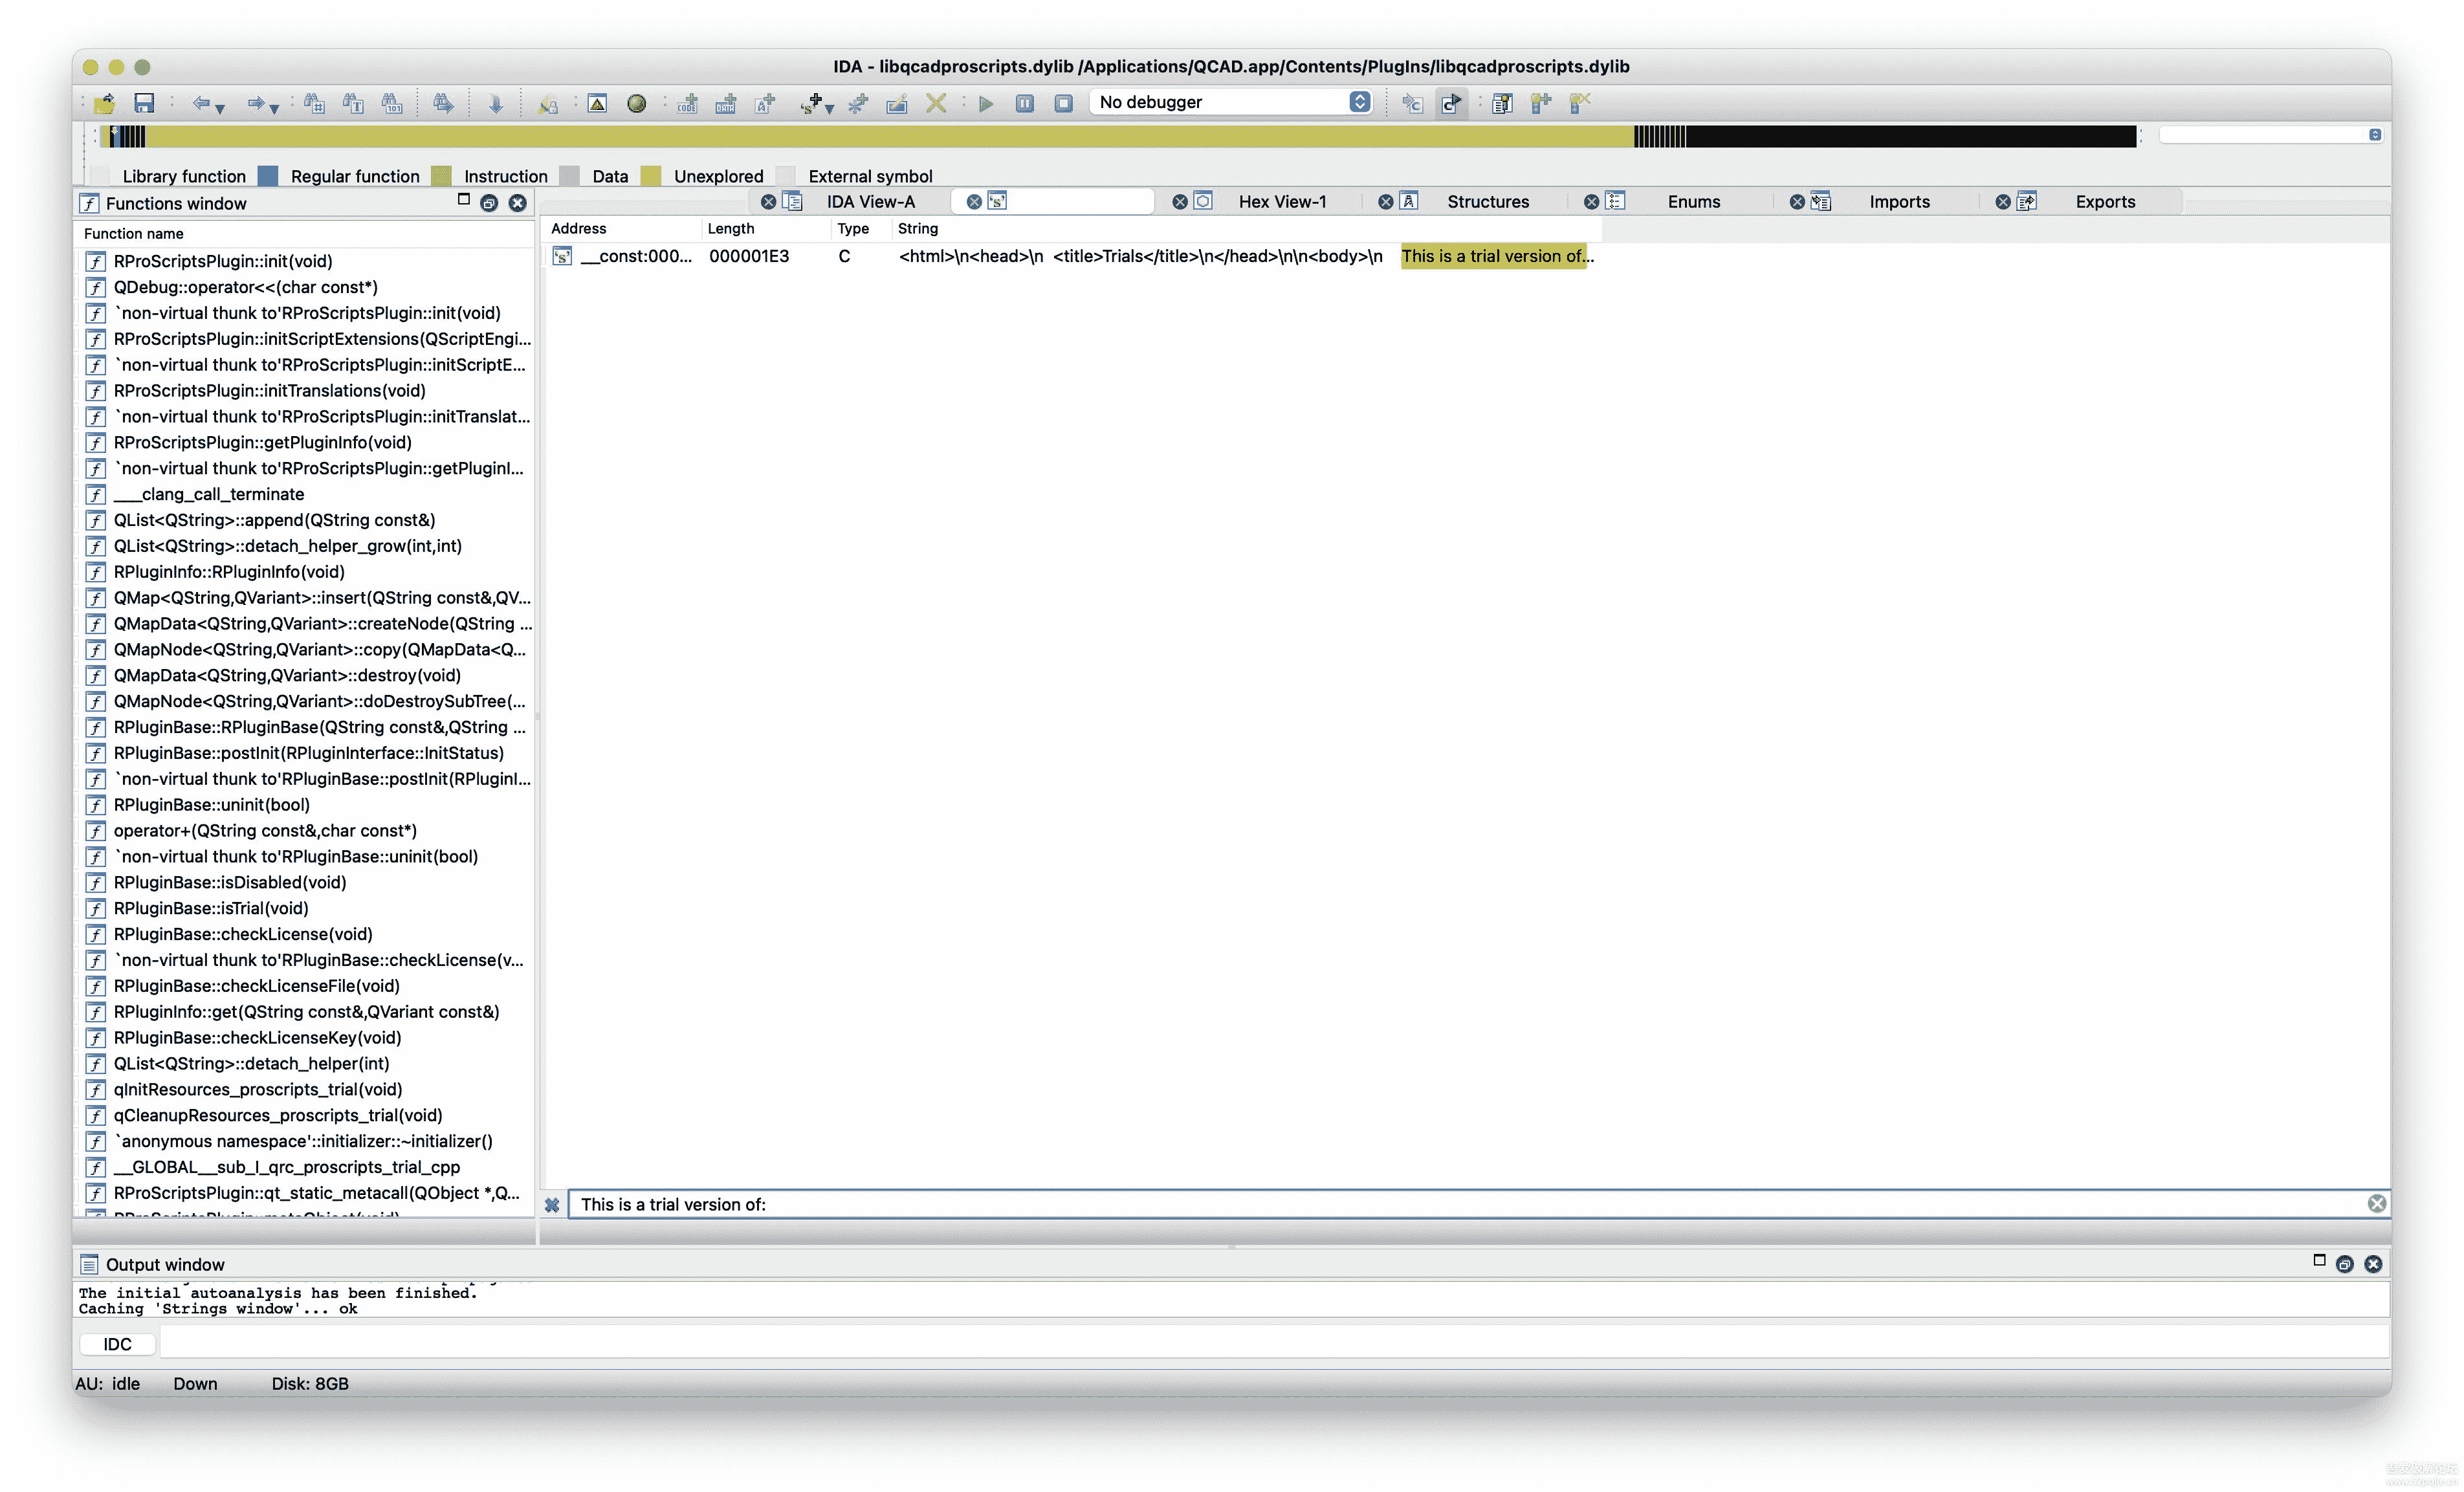 IDA - libqcadproscripts.dylib /Applications/QCAD.app/Contents/PlugIns/libqcadproscripts.dylib
No debugger
Library function Regular function Instruction Data Unexplored External symbol
Functions window
IDA View-A Hex View-1 Structures Enums Imports Exports
Function name
RProScriptsPlugin::init(void)
QDebug::operator<<(char const*)
`non-virtual thunk to'RProScriptsPlugin::init(void)
RProScriptsPlugin::initScriptExtensions(QScriptEngi...
`non-virtual thunk to'RProScriptsPlugin::initScriptE...
RProScriptsPlugin::initTranslations(void)
`non-virtual thunk to'RProScriptsPlugin::initTranslat...
RProScriptsPlugin::getPluginInfo(void)
`non-virtual thunk to'RProScriptsPlugin::getPluginI...
___clang_call_terminate
QList<QString>::append(QString const&)
QList<QString>::detach_helper_grow(int,int)
RPluginInfo::RPluginInfo(void)
QMap<QString,QVariant>::insert(QString const&,QV...
QMapData<QString,QVariant>::createNode(QString ...
QMapNode<QString,QVariant>::copy(QMapData<Q...
QMapData<QString,QVariant>::destroy(void)
QMapNode<QString,QVariant>::doDestroySubTree(...
RPluginBase::RPluginBase(QString const&,QString ...
RPluginBase::postInit(RPluginInterface::InitStatus)
`non-virtual thunk to'RPluginBase::postInit(RPluginI...
RPluginBase::uninit(bool)
operator+(QString const&,char const*)
`non-virtual thunk to'RPluginBase::uninit(bool)
RPluginBase::isDisabled(void)
RPluginBase::isTrial(void)
RPluginBase::checkLicense(void)
`non-virtual thunk to'RPluginBase::checkLicense(v...
RPluginBase::checkLicenseFile(void)
RPluginInfo::get(QString const&,QVariant const&)
RPluginBase::checkLicenseKey(void)
QList<QString>::detach_helper(int)
qInitResources_proscripts_trial(void)
qCleanupResources_proscripts_trial(void)
`anonymous namespace'::initializer::~initializer()
__GLOBAL__sub_I_qrc_proscripts_trial_cpp
RProScriptsPlugin::qt_static_metacall(QObject *,Q...
Address Length Type String
__const:000... 000001E3 C <html>\n<head>\n <title>Trials</title>\n</head>\n\n<body>\n This is a trial version of...
This is a trial version of:
Output window
The initial autoanalysis has been finished.
Caching 'Strings window'... ok
IDC
AU: idle Down Disk: 8GB